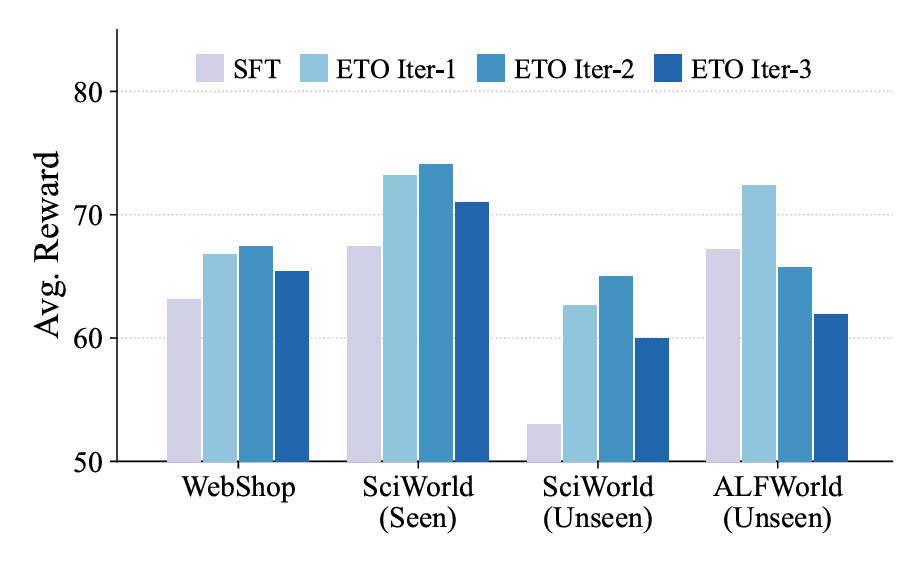 SFT ETO Iter-1 ETO Iter-2 ETO Iter-3
Avg. Reward
80
70
60
50
WebShop
SciWorld
(Seen)
SciWorld
(Unseen)
ALFWorld
(Unseen)